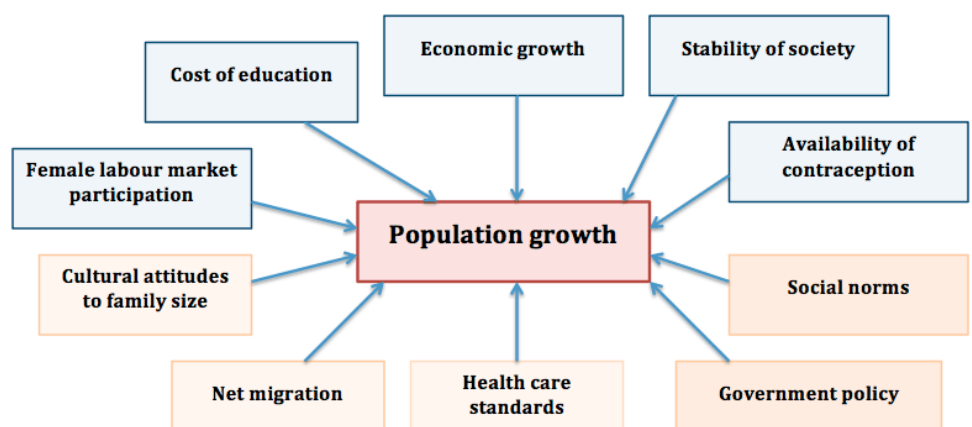 Economic growth
Stability of society
Cost of education
Availability of
contraception
Female labour market
participation
Population growth
Cultural attitudes
to family size
Social norms
Net migration
Health care
standards
Government policy